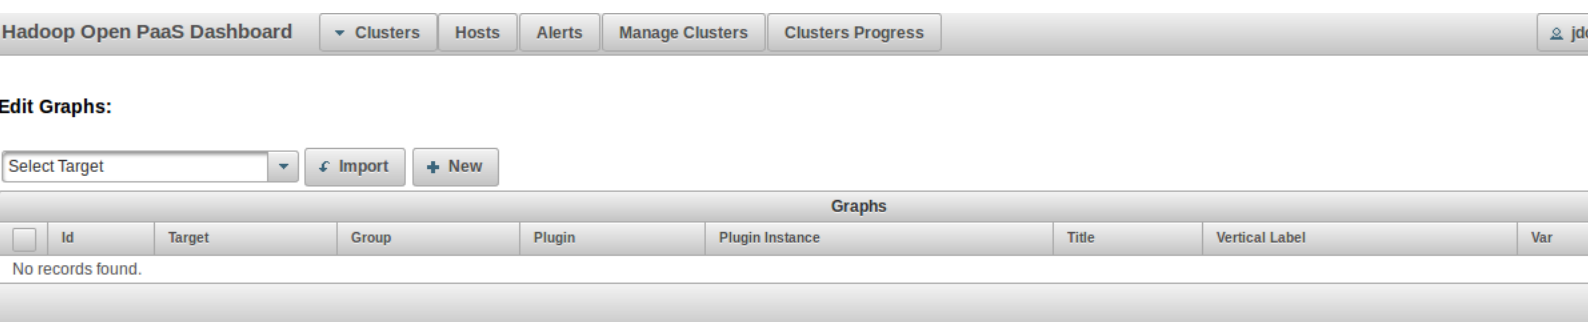 Hadoop Open PaaS Dashboard Clusters Hosts Alerts Manage Clusters Clusters Progress
Edit Graphs:
Select Target Import New
Graphs
Id Target Group Plugin Plugin Instance Title Vertical Label Var
No records found.